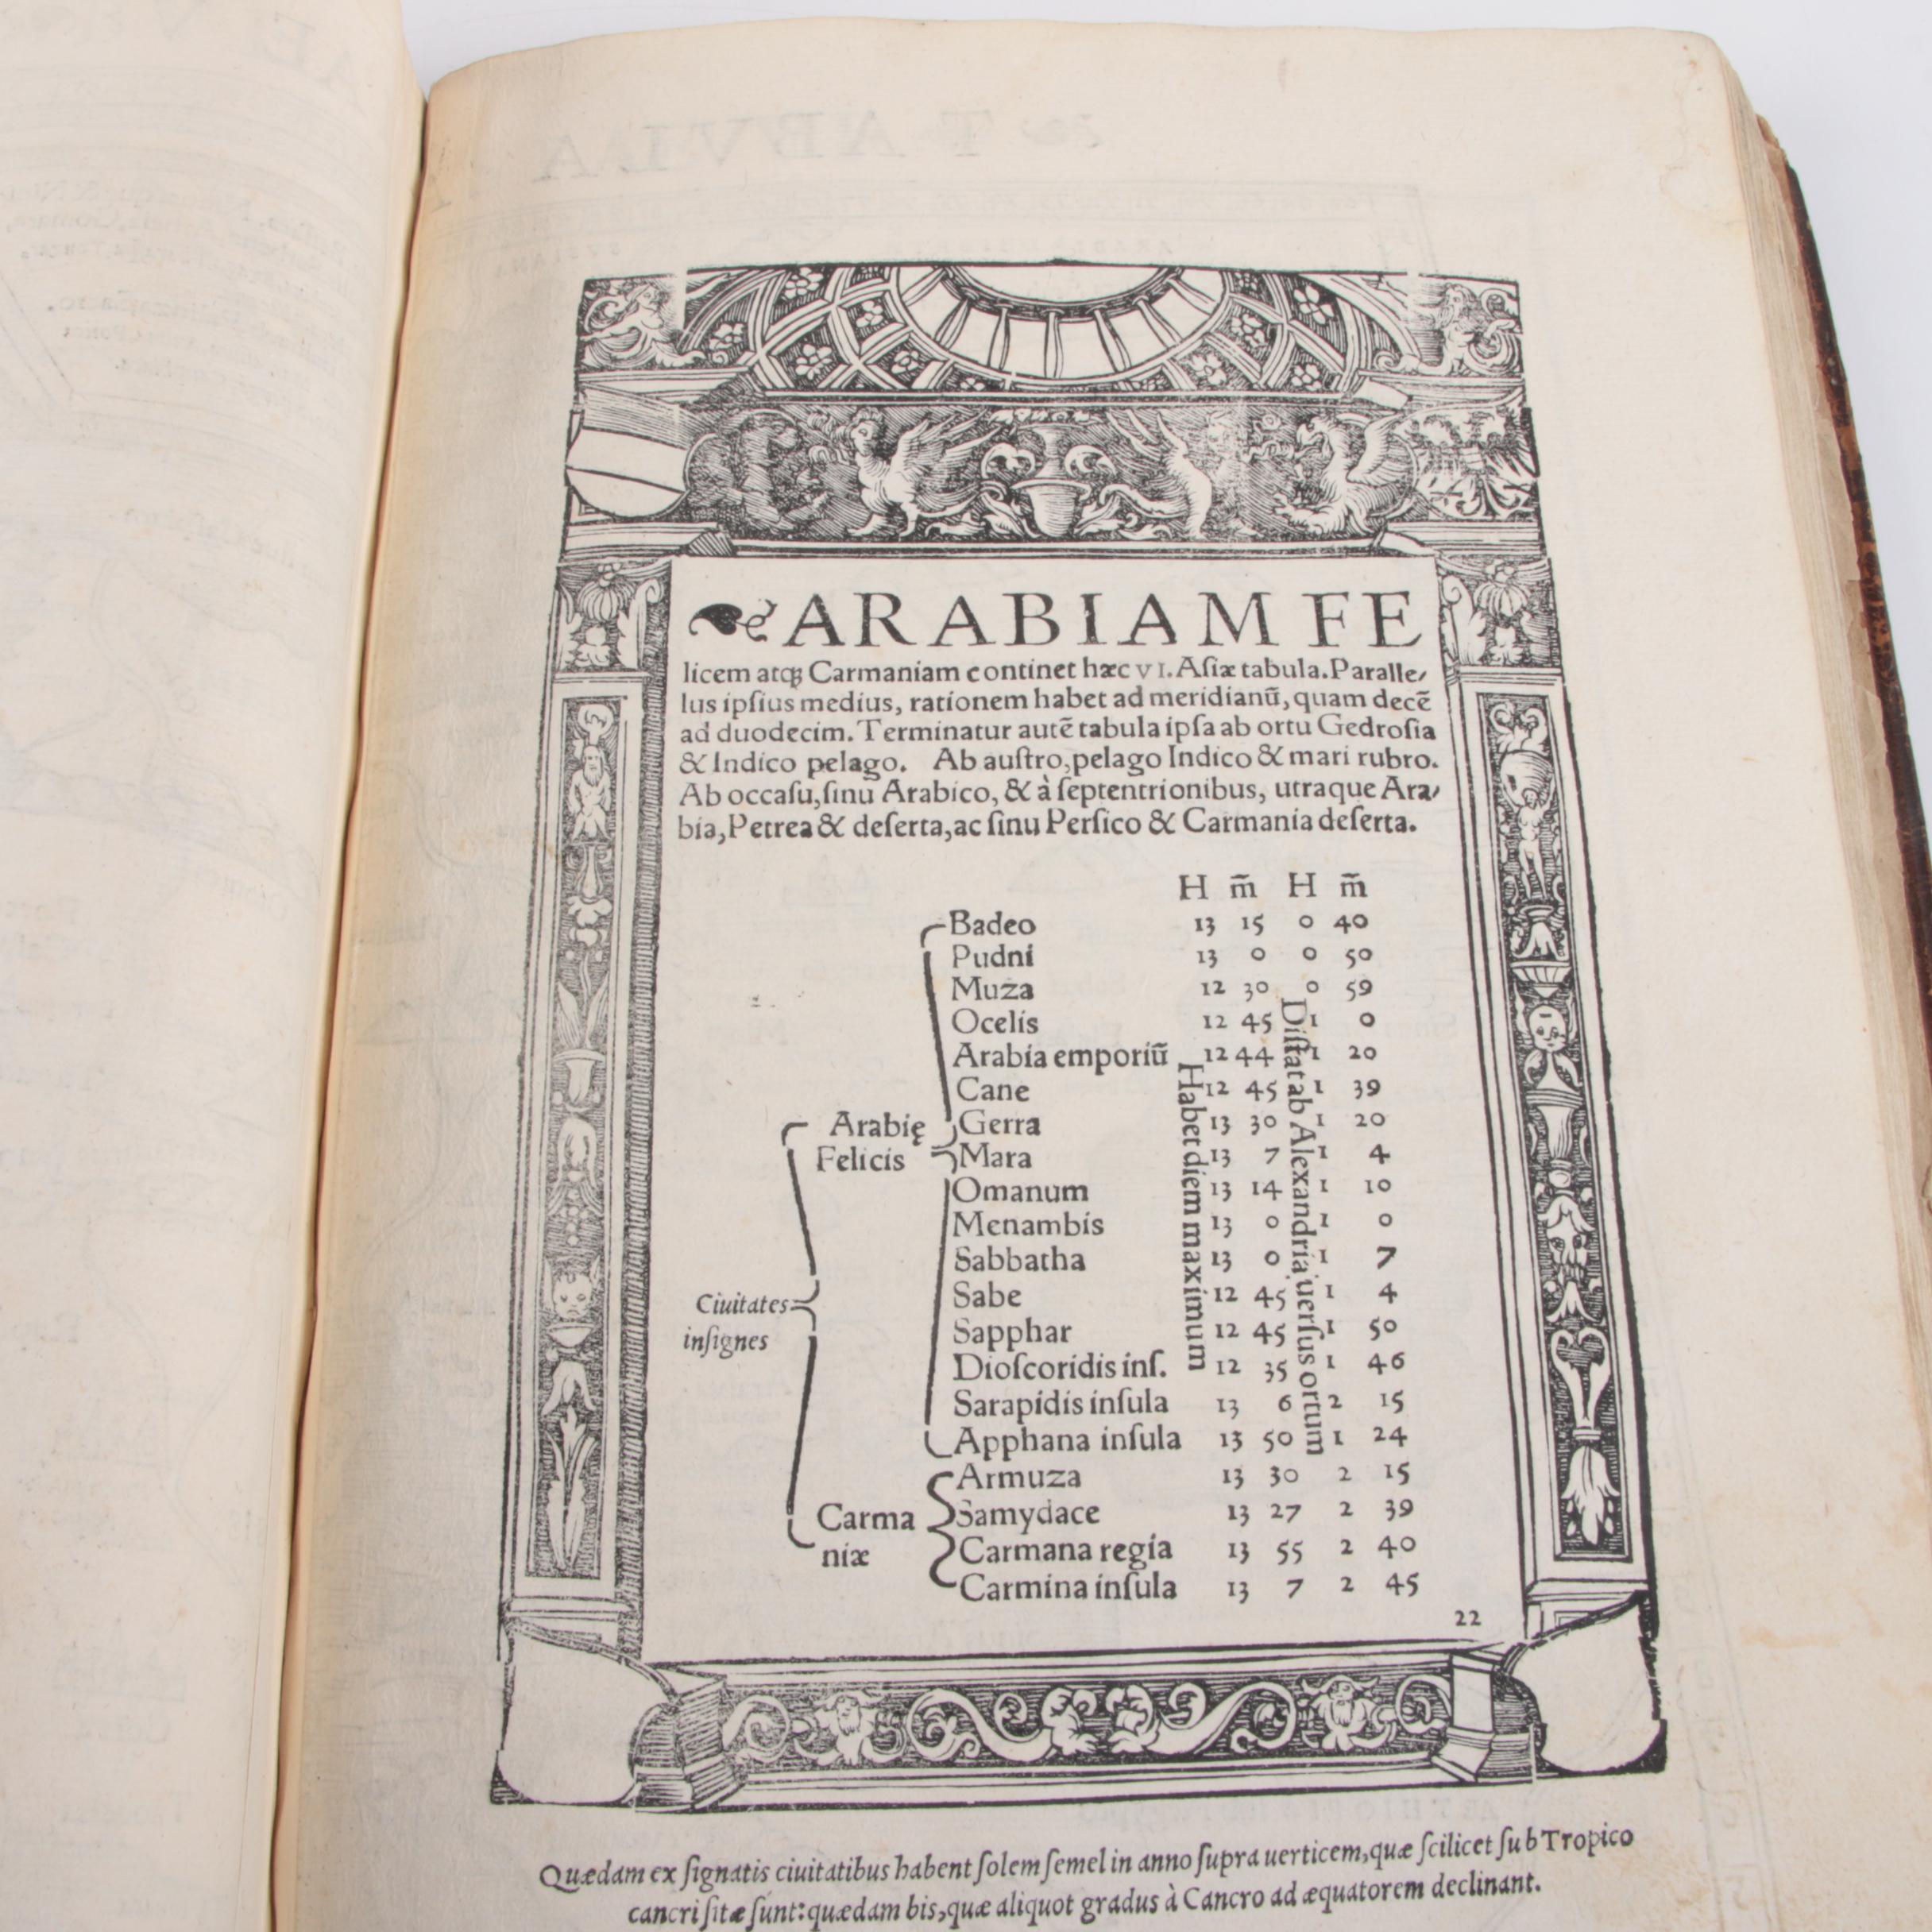 ARABIAM FE
licem atqꝫ Carmaniam continet hæc VI. Aſiæ tabula. Paralle⸗
lus ipſius medius, rationem habet ad meridianũ, quam decẽ
ad duodecim. Terminatur autẽ tabula ipſa ab ortu Gedroſia
& Indico pelago. Ab auſtro, pelago Indico & mari rubro.
Ab occaſu, ſinu Arabico, & à ſeptentrionibus, utraque Ara⸗
bia, Petrea & deſerta, ac ſinu Perſico & Carmania deſerta.
H m̃ H m̃
Badeo 13 15 0 40
Pudni 13 0 0 50
Muza 12 30 0 59
Ocelis 12 45 1 0
Arabia emporiũ 12 44 1 20
Cane 12 45 1 39
Arabię Gerra 13 30 1 20
Felicis Mara 13 7 1 4
Omanum 13 14 1 10
Menambis 13 0 1 0
Sabbatha 13 0 1 7
Ciuitates Sabe 12 45 1 4
inſignes Sapphar 12 45 1 50
Dioſcoridis inſ. 12 35 1 46
Sarapidis inſula 13 6 2 15
Apphana inſula 13 50 1 24
Armuza 13 30 2 15
Carma Samydace 13 27 2 39
niæ Carmana regia 13 55 2 40
Carmina inſula 13 7 2 45
Habet diem maximum
Diſtat ab Alexandria uerſus ortum
22
Quædam ex ſignatis ciuitatibus habent ſolem ſemel in anno ſupra uerticem, quæ ſcilicet ſub Tropico
cancri ſitæ ſunt: quædam bis, quæ aliquot gradus à Cancro ad æquatorem declinant.